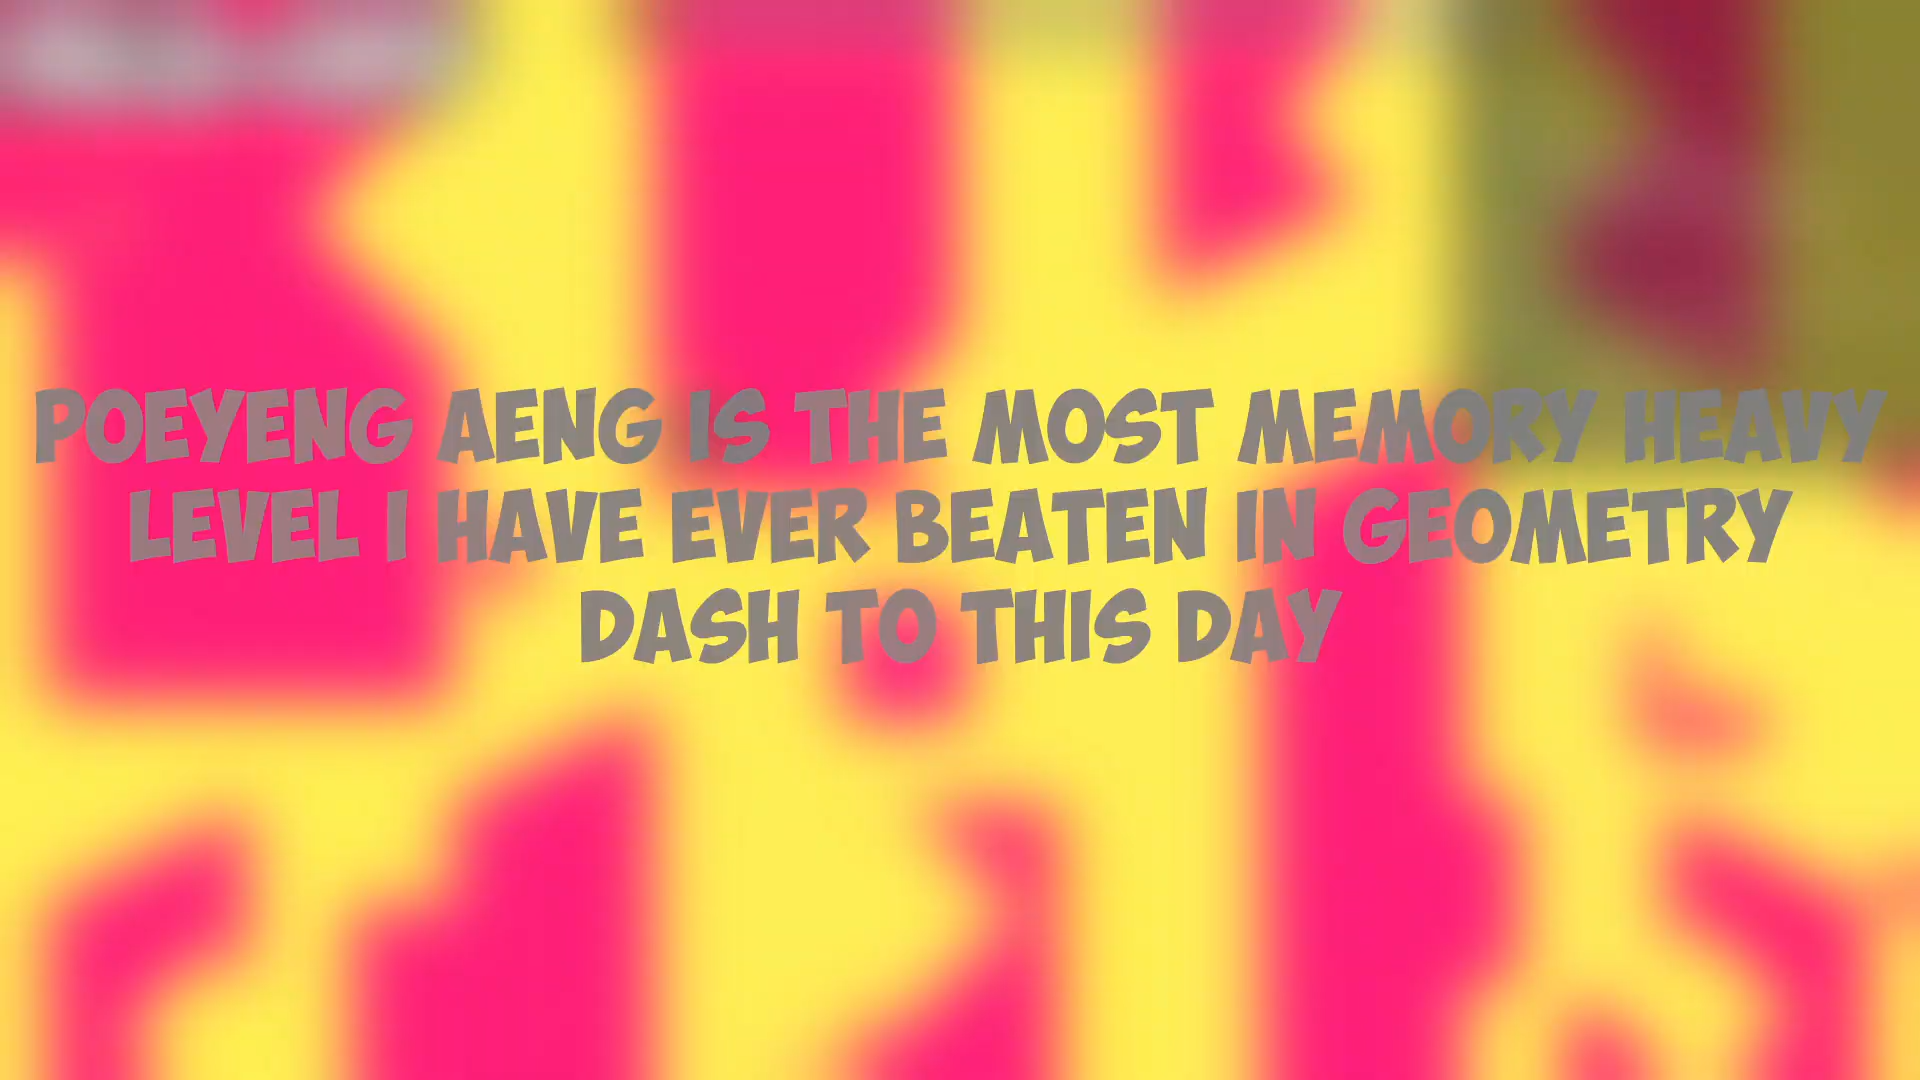 POEYENG AENG IS THE MOST MEMORY HEAVY
LEVEL I HAVE EVER BEATEN IN GEOMETRY
DASH TO THIS DAY